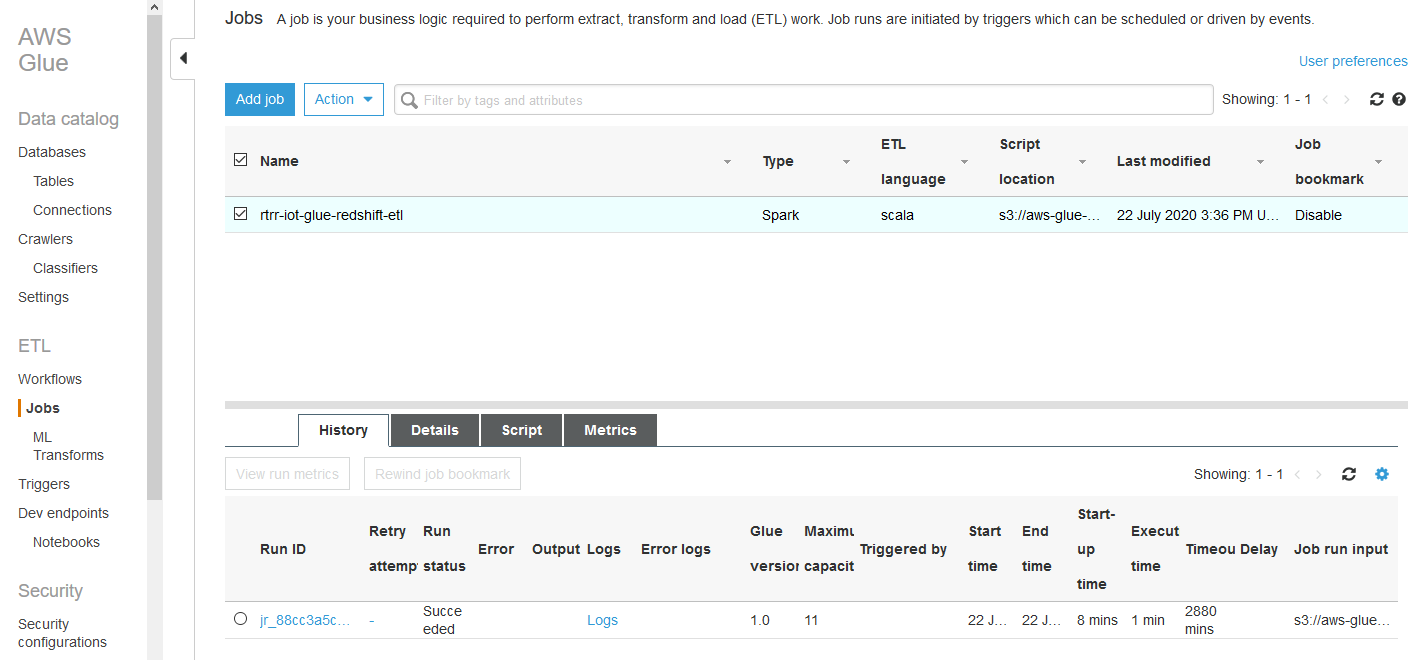 AWS
Glue
Data catalog
Databases
Tables
Connections
Crawlers
Classifiers
Settings
ETL
Workflows
Jobs
ML
Transforms
Triggers
Dev endpoints
Notebooks
Security
Security
configurations
Jobs A job is your business logic required to perform extract, transform and load (ETL) work. Job runs are initiated by triggers which can be scheduled or driven by events.
User preferences
Add job Action Filter by tags and attributes Showing: 1 - 1
Name Type ETL language Script location Last modified Job bookmark
rtrr-iot-glue-redshift-etl Spark scala s3://aws-glue-... 22 July 2020 3:36 PM U... Disable
History Details Script Metrics
View run metrics Rewind job bookmark Showing: 1 - 1
Run ID Retry attemp Run status Error Output Logs Error logs Glue version Maximu capacit Triggered by Start time End time Start-up time Execut time Timeou Delay Job run input
jr_88cc3a5c... - Succeeded Logs 1.0 11 22 J... 22 J... 8 mins 1 min 2880 mins s3://aws-glue...